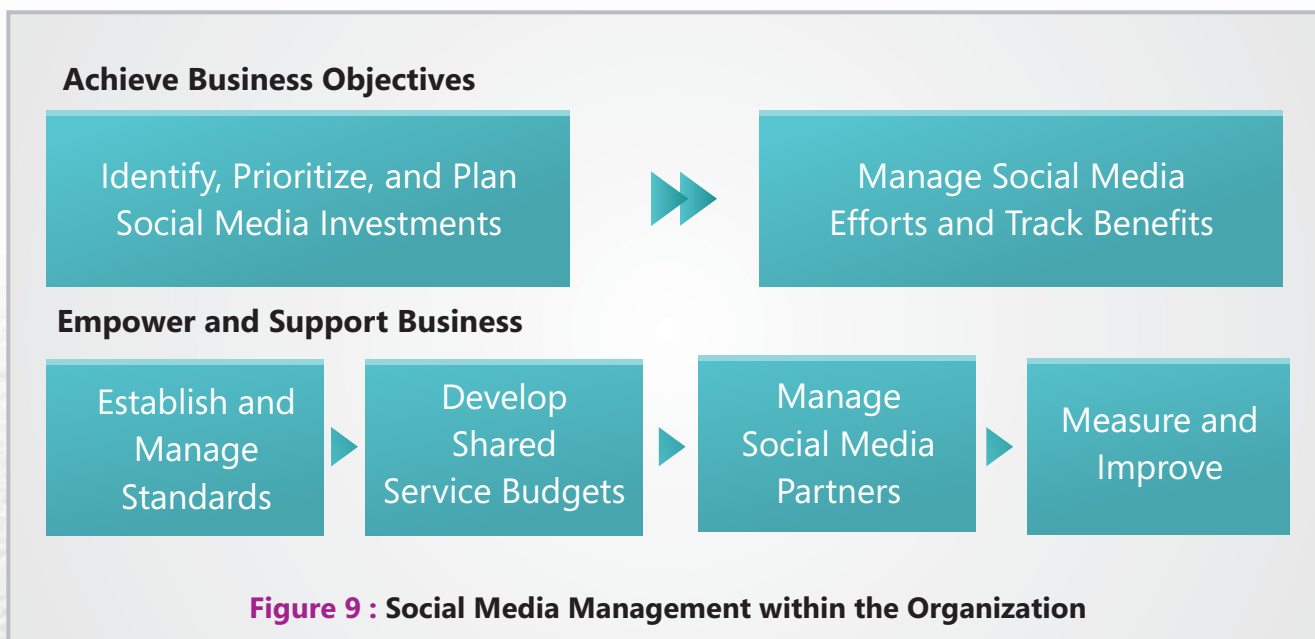 Achieve Business Objectives
Identify, Prioritize, and Plan
Social Media Investments
Manage Social Media
Efforts and Track Benefits
Empower and Support Business
Establish and
Manage
Standards
Develop
Shared
Service Budgets
Manage
Social Media
Partners
Measure and
Improve
Figure 9 : Social Media Management within the Organization